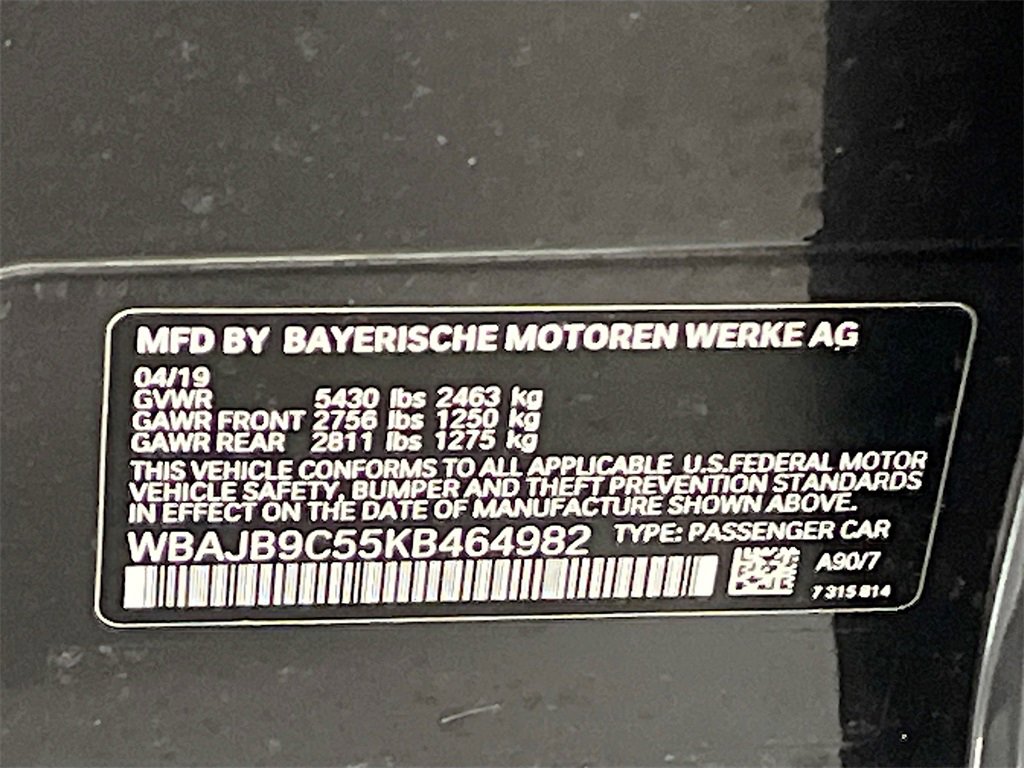 MFD BY BAYERISCHE MOTOREN WERKE AG
04/19
GVWR 5430 lbs 2463 kg
GAWR FRONT 2756 lbs 1250 kg
GAWR REAR 2811 lbs 1275 kg
THIS VEHICLE CONFORMS TO ALL APPLICABLE U.S.FEDERAL MOTOR
VEHICLE SAFETY, BUMPER AND THEFT PREVENTION STANDARDS
IN EFFECT ON THE DATE OF MANUFACTURE SHOWN ABOVE.
WBAJB9C55KB464982 TYPE: PASSENGER CAR
A90/7
7 315 814